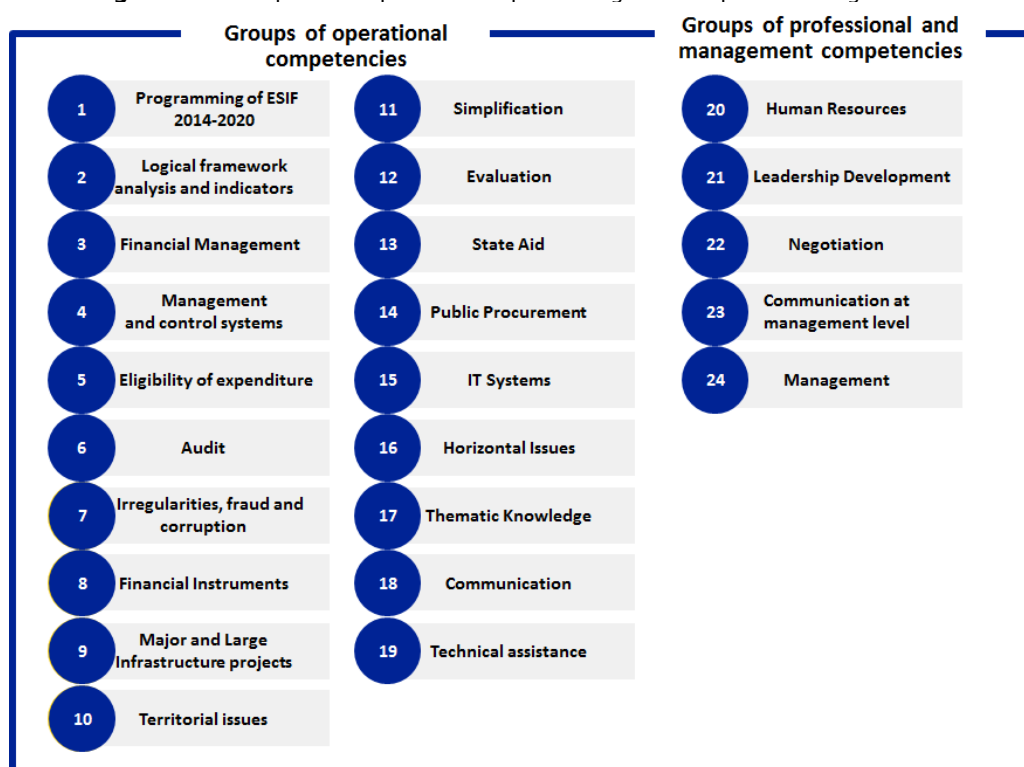 Groups of operational
competencies
1
Programming of ESIF
2014-2020
2
Logical framework
analysis and indicators
3
Financial Management
4
Management
and control systems
5
Eligibility of expenditure
6
Audit
7
Irregularities, fraud and
corruption
8
Financial Instruments
9
Major and Large
Infrastructure projects
10
Territorial issues
11
Simplification
12
Evaluation
13
State Aid
14
Public Procurement
15
IT Systems
16
Horizontal Issues
17
Thematic Knowledge
18
Communication
19
Technical assistance
Groups of professional and
management competencies
20
Human Resources
21
Leadership Development
22
Negotiation
23
Communication at
management level
24
Management